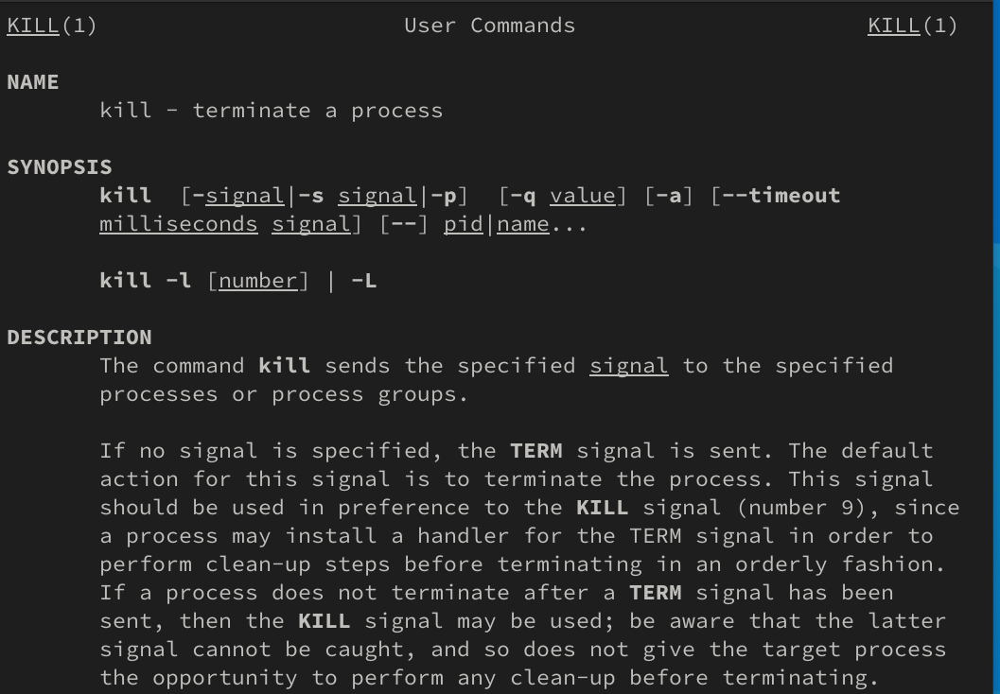 KILL(1) User Commands KILL(1)
NAME
kill - terminate a process
SYNOPSIS
kill [-signal|-s signal|-p] [-q value] [-a] [--timeout
milliseconds signal] [--] pid|name...
kill -l [number] | -L
DESCRIPTION
The command kill sends the specified signal to the specified
processes or process groups.
If no signal is specified, the TERM signal is sent. The default
action for this signal is to terminate the process. This signal
should be used in preference to the KILL signal (number 9), since
a process may install a handler for the TERM signal in order to
perform clean-up steps before terminating in an orderly fashion.
If a process does not terminate after a TERM signal has been
sent, then the KILL signal may be used; be aware that the latter
signal cannot be caught, and so does not give the target process
the opportunity to perform any clean-up before terminating.